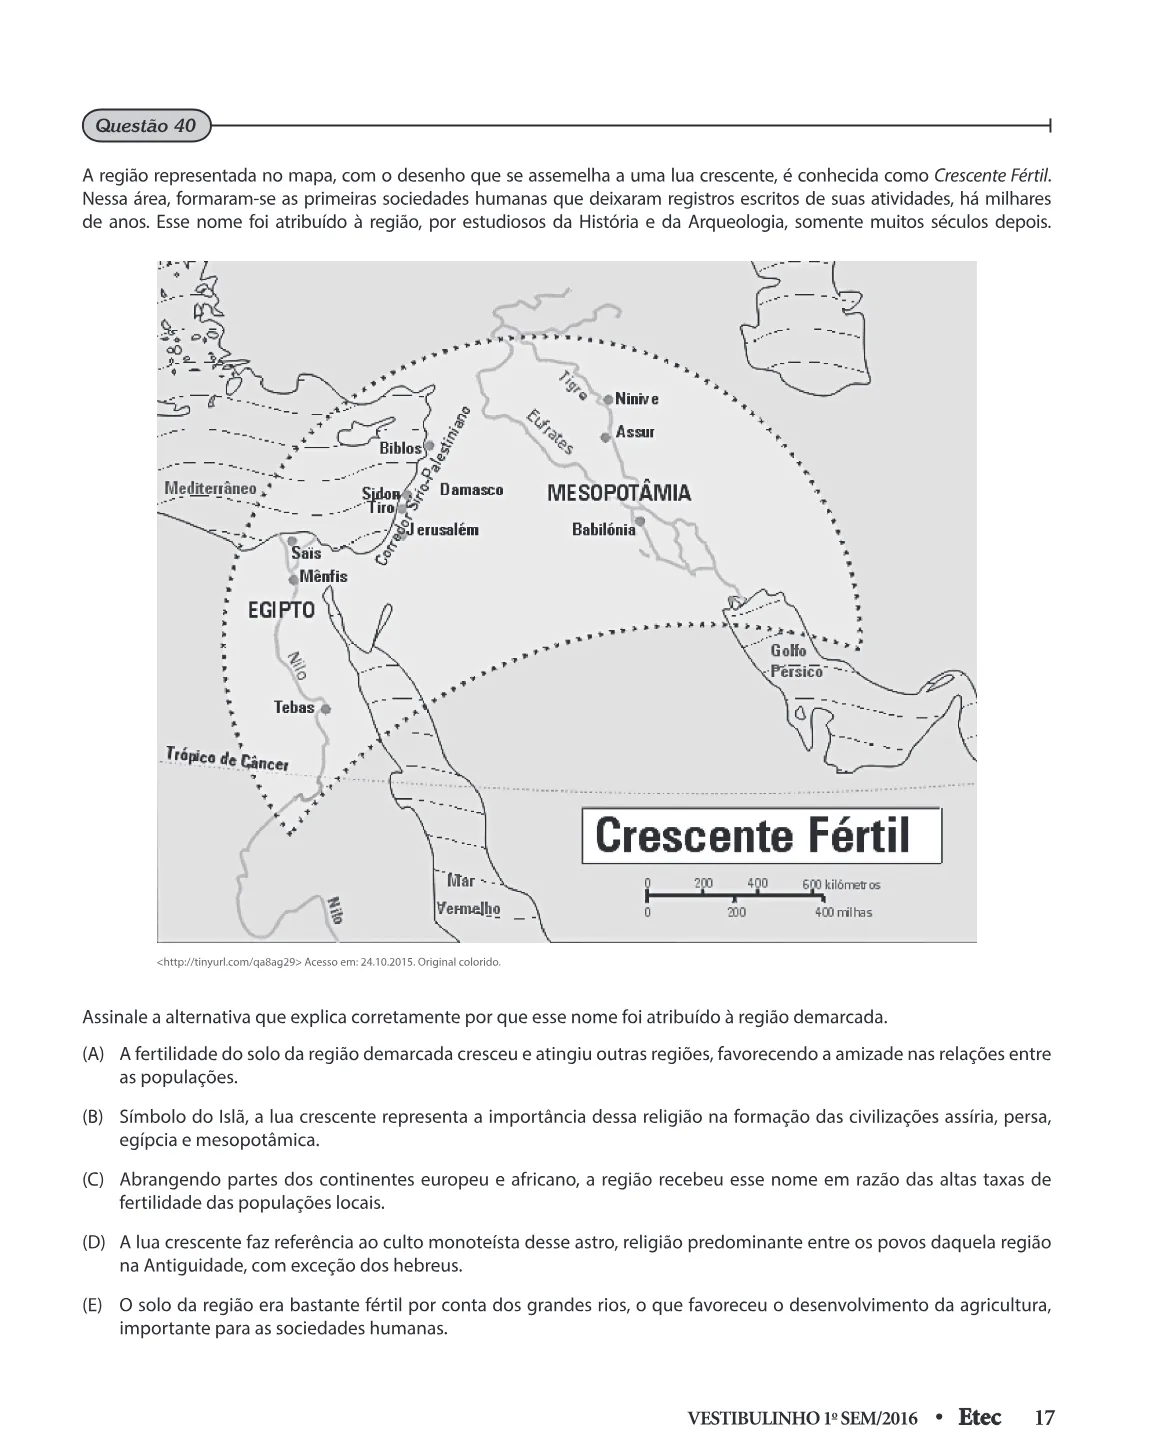 Questão 40
A região representada no mapa, com o desenho que se assemelha a uma lua crescente, é conhecida como Crescente Fértil.
Nessa área, formaram-se as primeiras sociedades humanas que deixaram registros escritos de suas atividades, há milhares
de anos. Esse nome foi atribuído à região, por estudiosos da História e da Arqueologia, somente muitos séculos depois.
Tigre
Ninive
Eufrates
Assur
Corredor Sírio-Palestiniano
Biblos
Mediterrâneo
Sidon
Damasco
MESOPOTÂMIA
Tiro
Jerusalém
Babilónia
Saïs
Mênfis
EGIPTO
Nilo
Golfo
Pérsico
Tebas
Trópico de Câncer
Crescente Fértil
0 200 400 600 kilómetros
0 200 400 milhas
Mar
Vermelho
Nilo
<http://tinyurl.com/qa8ag29> Acesso em: 24.10.2015. Original colorido.
Assinale a alternativa que explica corretamente por que esse nome foi atribuído à região demarcada.
(A) A fertilidade do solo da região demarcada cresceu e atingiu outras regiões, favorecendo a amizade nas relações entre
as populações.
(B) Símbolo do Islã, a lua crescente representa a importância dessa religião na formação das civilizações assíria, persa,
egípcia e mesopotâmica.
(C) Abrangendo partes dos continentes europeu e africano, a região recebeu esse nome em razão das altas taxas de
fertilidade das populações locais.
(D) A lua crescente faz referência ao culto monoteísta desse astro, religião predominante entre os povos daquela região
na Antiguidade, com exceção dos hebreus.
(E) O solo da região era bastante fértil por conta dos grandes rios, o que favoreceu o desenvolvimento da agricultura,
importante para as sociedades humanas.
VESTIBULINHO 1º SEM/2016 • Etec 17